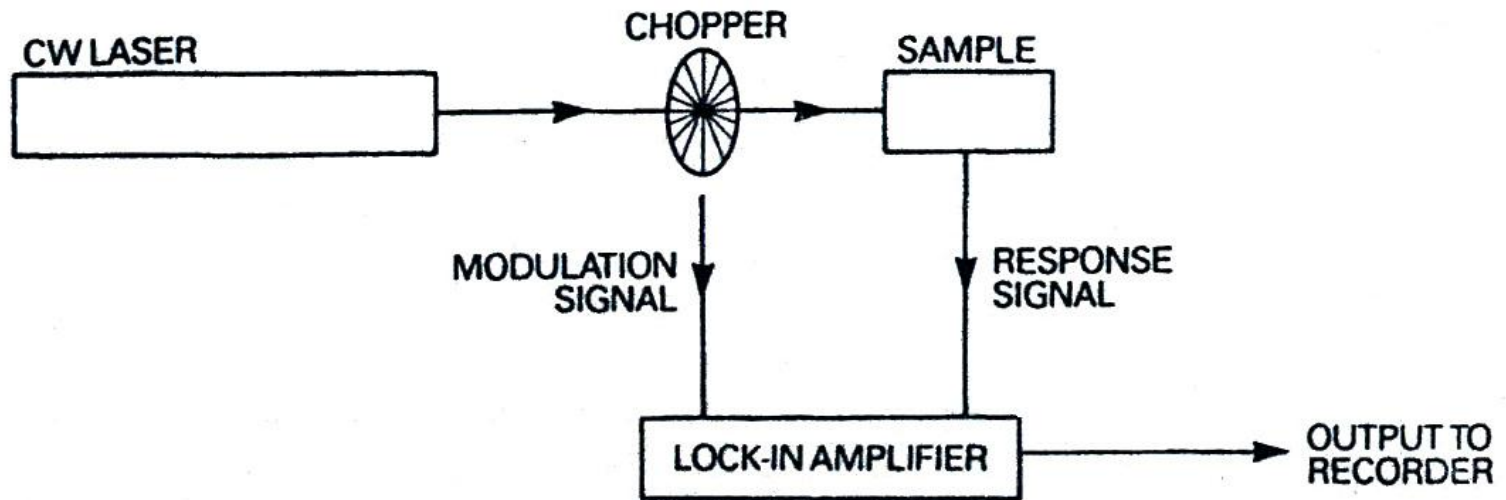 CW LASER
CHOPPER
SAMPLE
MODULATION
SIGNAL
RESPONSE
SIGNAL
LOCK-IN AMPLIFIER
OUTPUT TO
RECORDER